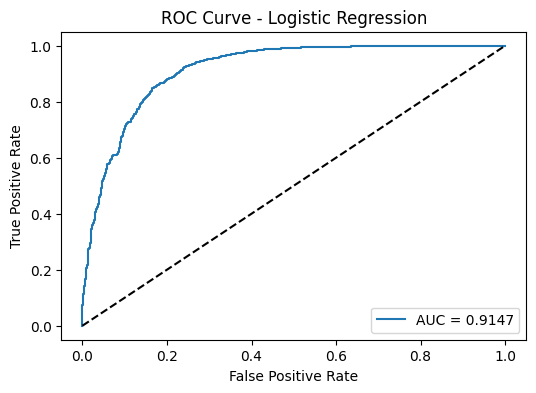 ROC Curve - Logistic Regression
True Positive Rate
1.0
0.8
0.6
0.4
0.2
0.0
AUC = 0.9147
0.0 0.2 0.4 0.6 0.8 1.0
False Positive Rate